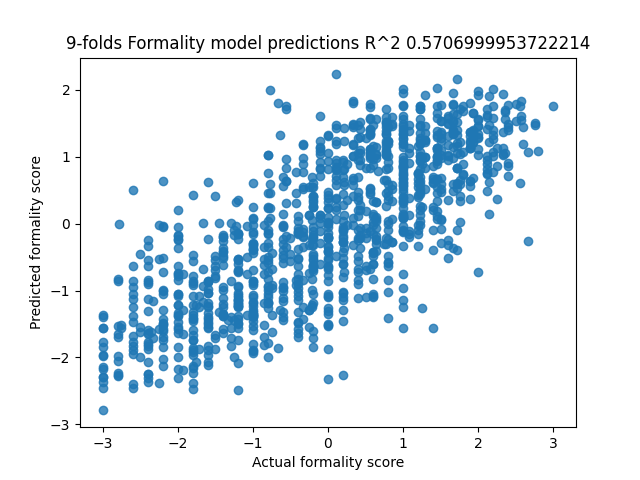 9-folds Formality model predictions R^2 0.5706999953722214
2
1
0
−1
−2
−3
Predicted formality score
−3 −2 −1 0 1 2 3
Actual formality score